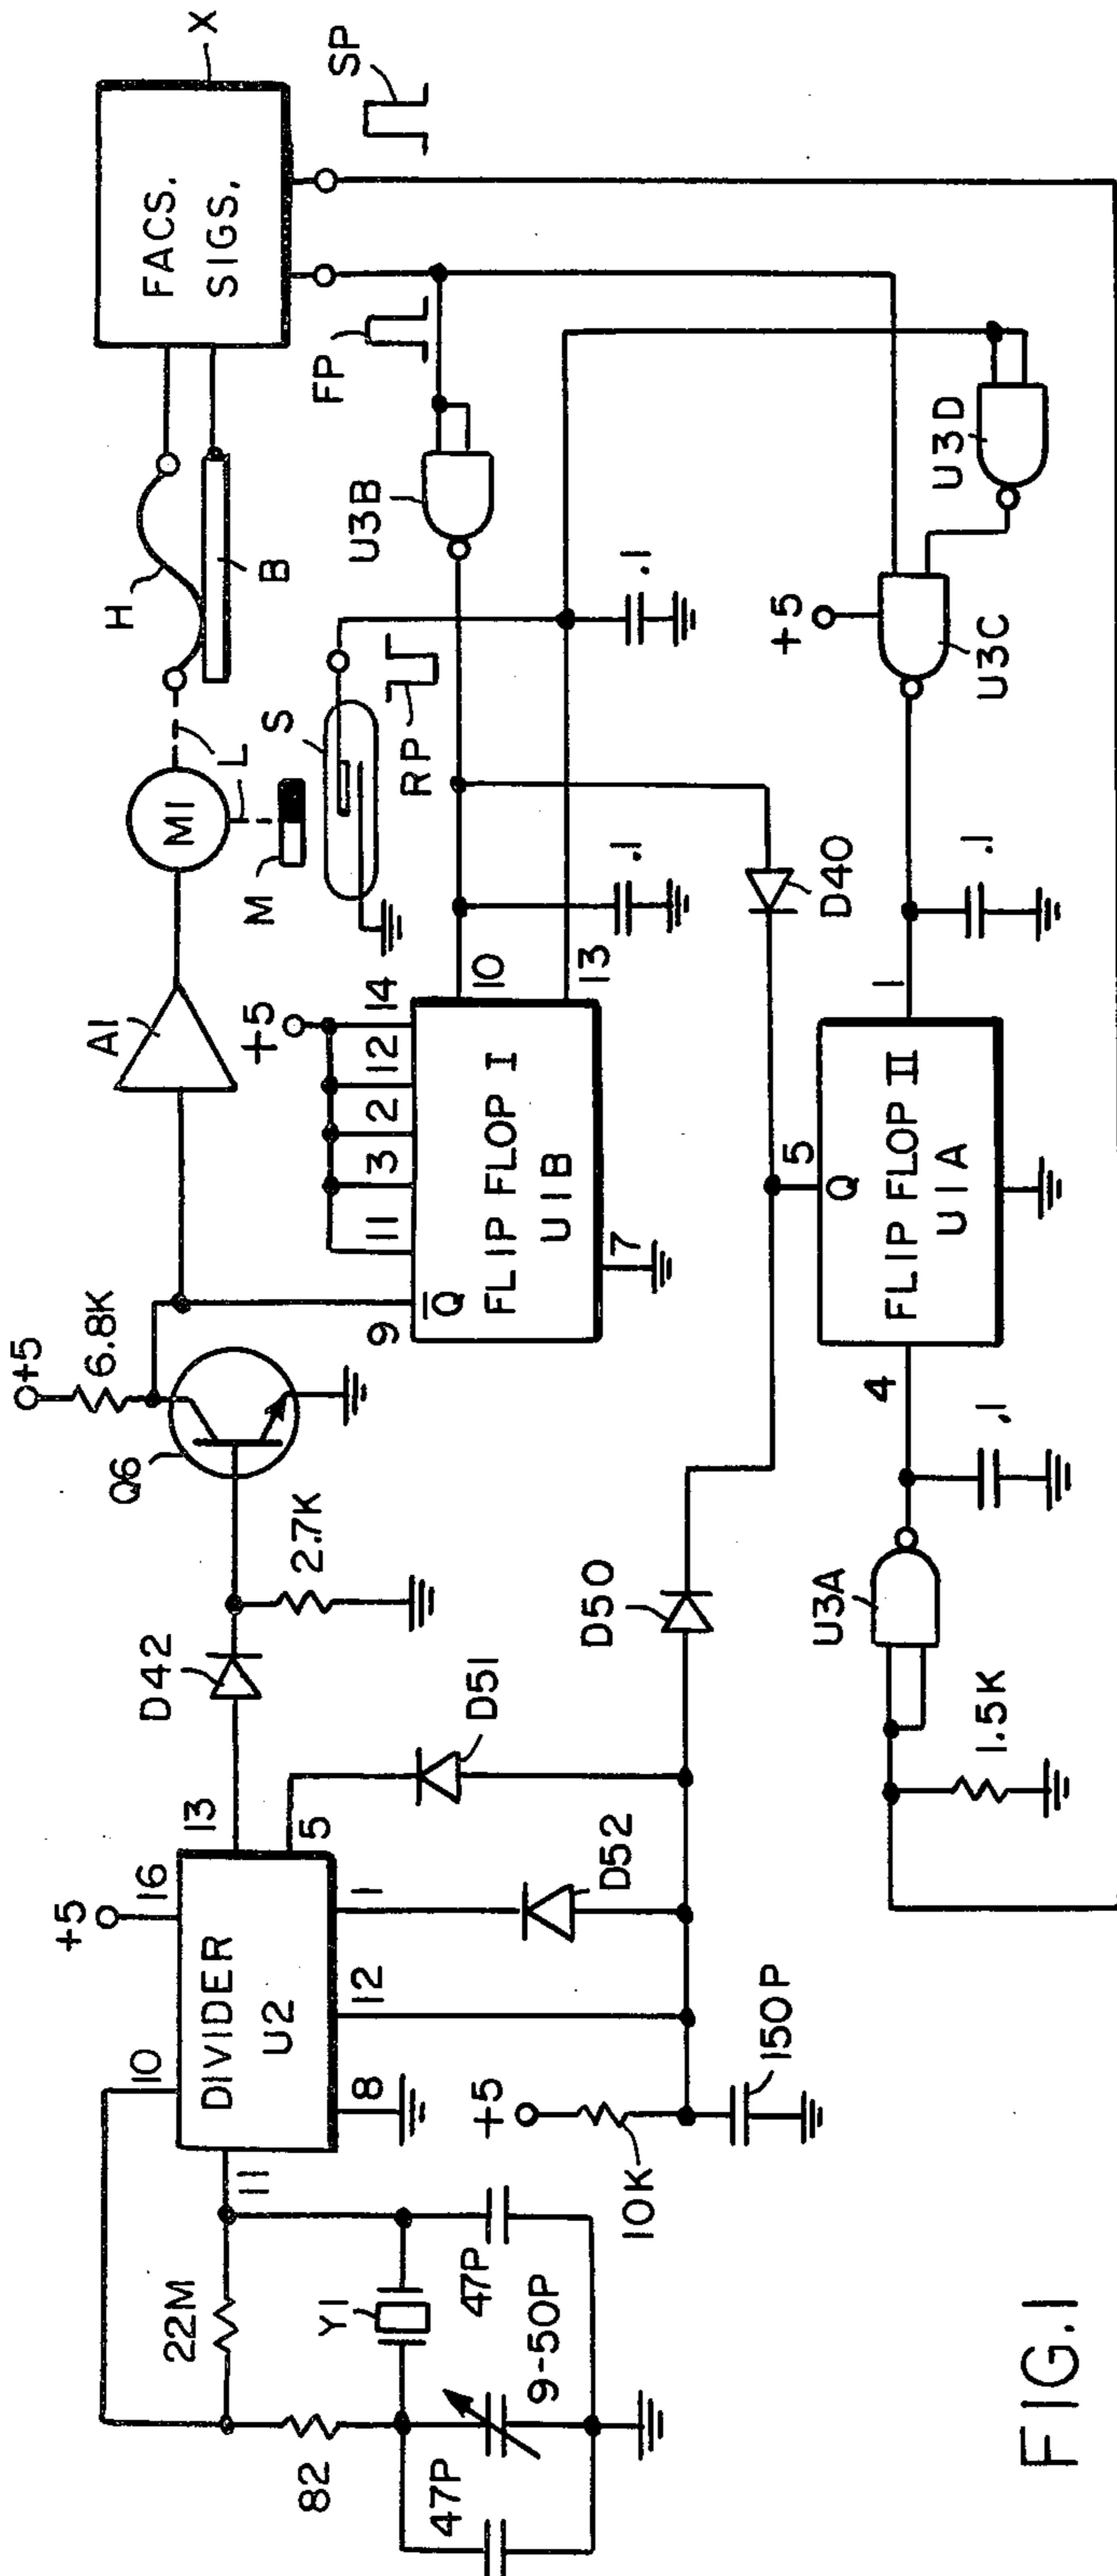 FACS.
SIGS.
X
SP
FP
H
B
L
M1
M
S
RP
A1
U3B
U3D
U3C
+5
.1
.1
.1
.1
+5
14
12
2
3
11
10
13
9
Q̄
FLIP FLOP I
U1B
7
+5
6.8K
Q6
2.7K
D42
D51
D52
D50
D40
13
5
1
12
8
16
+5
10
11
DIVIDER
U2
22M
82
Y1
47P
47P
9-50P
+5
10K
150P
5
Q
FLIP FLOP II
U1A
1
4
U3A
1.5K
FIG.1